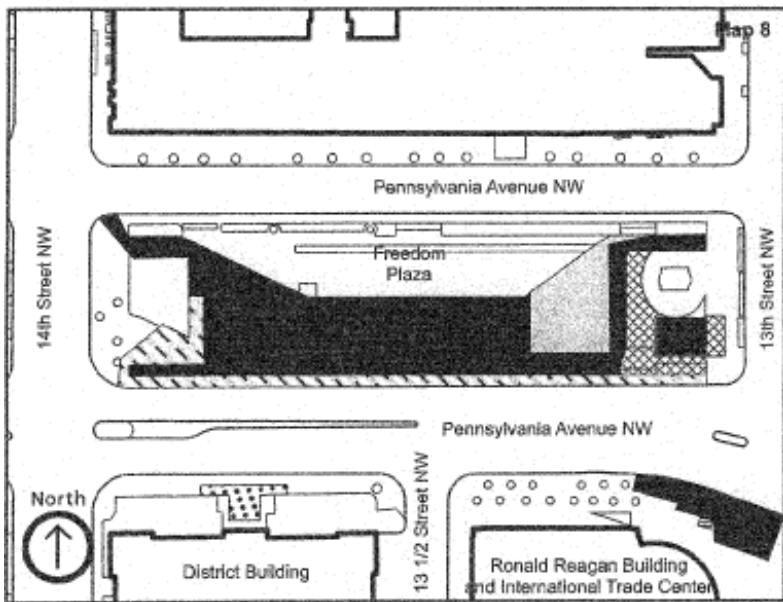 Map 8
Pennsylvania Avenue NW
Freedom
Plaza
14th Street NW
13th Street NW
Pennsylvania Avenue NW
North
13 1/2 Street NW
District Building
Ronald Reagan Building
and International Trade Center